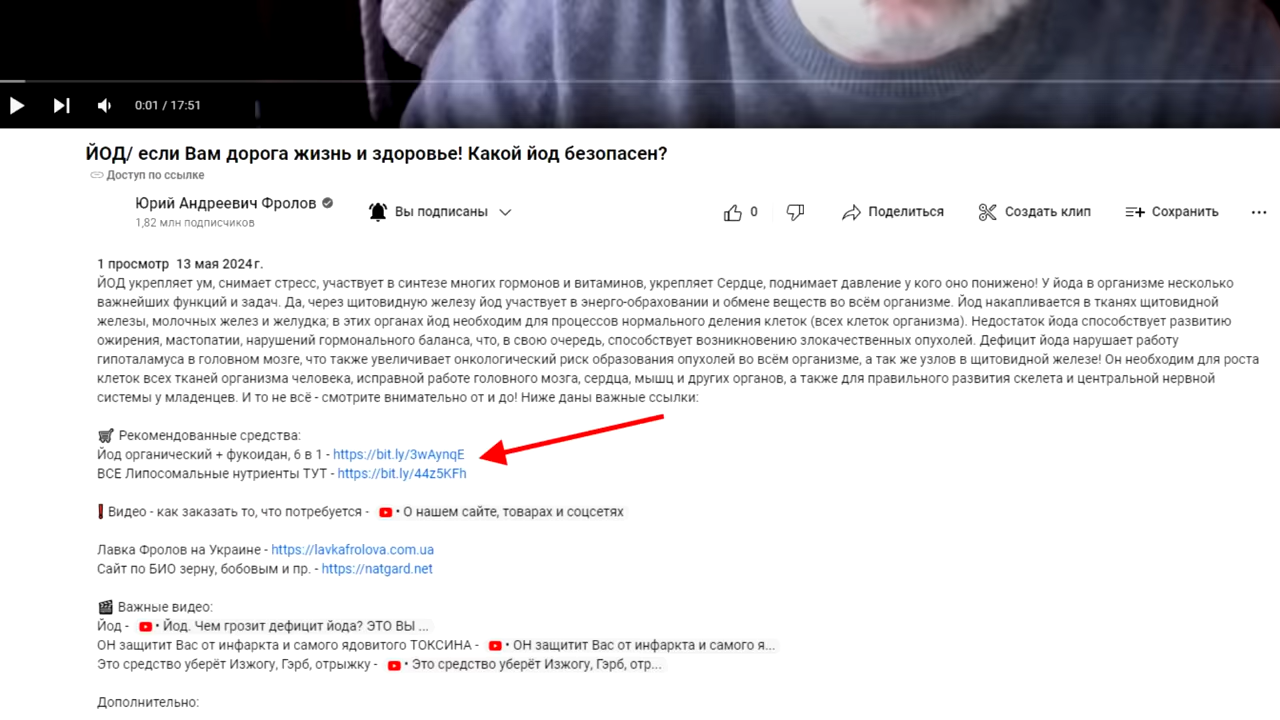 0:01 / 17:51
ЙОД/ если Вам дорога жизнь и здоровье! Какой йод безопасен?
Доступ по ссылке
Юрий Андреевич Фролов
1,82 млн подписчиков
Вы подписаны
0
Поделиться
Создать клип
Сохранить
1 просмотр 13 мая 2024 г.
ЙОД укрепляет ум, снимает стресс, участвует в синтезе многих гормонов и витаминов, укрепляет Сердце, поднимает давление у кого оно понижено! У йода в организме несколько
важнейших функций и задач. Да, через щитовидную железу йод участвует в энерго-обраховании и обмене веществ во всём организме. Йод накапливается в тканях щитовидной
железы, молочных желез и желудка; в этих органах йод необходим для процессов нормального деления клеток (всех клеток организма). Недостаток йода способствует развитию
ожирения, мастопатии, нарушений гормонального баланса, что, в свою очередь, способствует возникновению злокачественных опухолей. Дефицит йода нарушает работу
гипоталамуса в головном мозге, что также увеличивает онкологический риск образования опухолей во всём организме, а так же узлов в щитовидной железе! Он необходим для роста
клеток всех тканей организма человека, исправной работе головного мозга, сердца, мышц и других органов, а также для правильного развития скелета и центральной нервной
системы у младенцев. И то не всё - смотрите внимательно от и до! Ниже даны важные ссылки:
Рекомендованные средства:
Йод органический + фукоидан, 6 в 1 - https://bit.ly/3wAynqE
ВСЕ Липосомальные нутриенты ТУТ - https://bit.ly/44z5KFh
Видео - как заказать то, что потребуется - • О нашем сайте, товарах и соцсетях
Лавка Фролов на Украине - https://lavkafrolova.com.ua
Сайт по БИО зерну, бобовым и пр. - https://natgard.net
Важные видео:
Йод - • Йод. Чем грозит дефицит йода? ЭТО ВЫ ...
ОН защитит Вас от инфаркта и самого ядовитого ТОКСИНА - • ОН защитит Вас от инфаркта и самого я...
Это средство уберёт Изжогу, Гэрб, отрыжку - • Это средство уберёт Изжогу, Гэрб, отр...
Дополнительно: